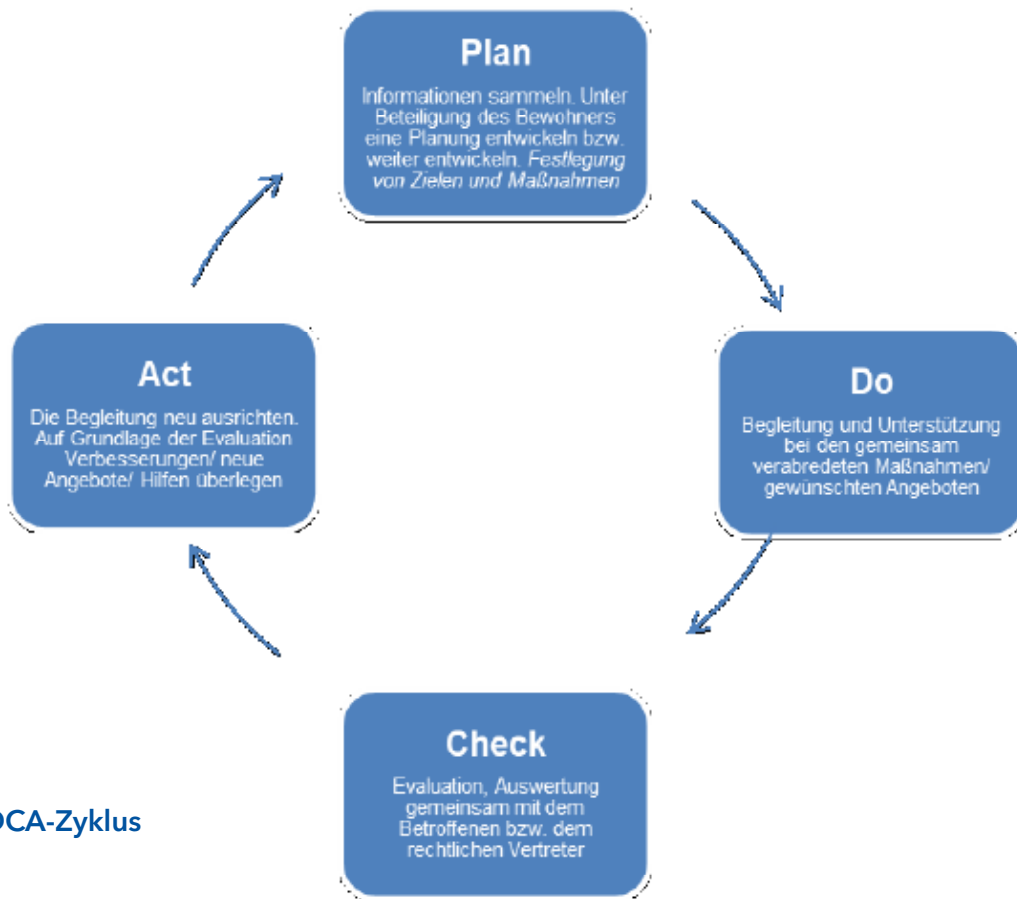 Plan
Informationen sammeln. Unter
Beteiligung des Bewohners
eine Planung entwickeln bzw.
weiter entwickeln. Festlegung
von Zielen und Maßnahmen
Do
Begleitung und Unterstützung
bei den gemeinsam
verabredeten Maßnahmen/
gewünschten Angeboten
Check
Evaluation, Auswertung
gemeinsam mit dem
Betroffenen bzw. dem
rechtlichen Vertreter
Act
Die Begleitung neu ausrichten.
Auf Grundlage der Evaluation
Verbesserungen/ neue
Angebote/ Hilfen überlegen
DCA-Zyklus